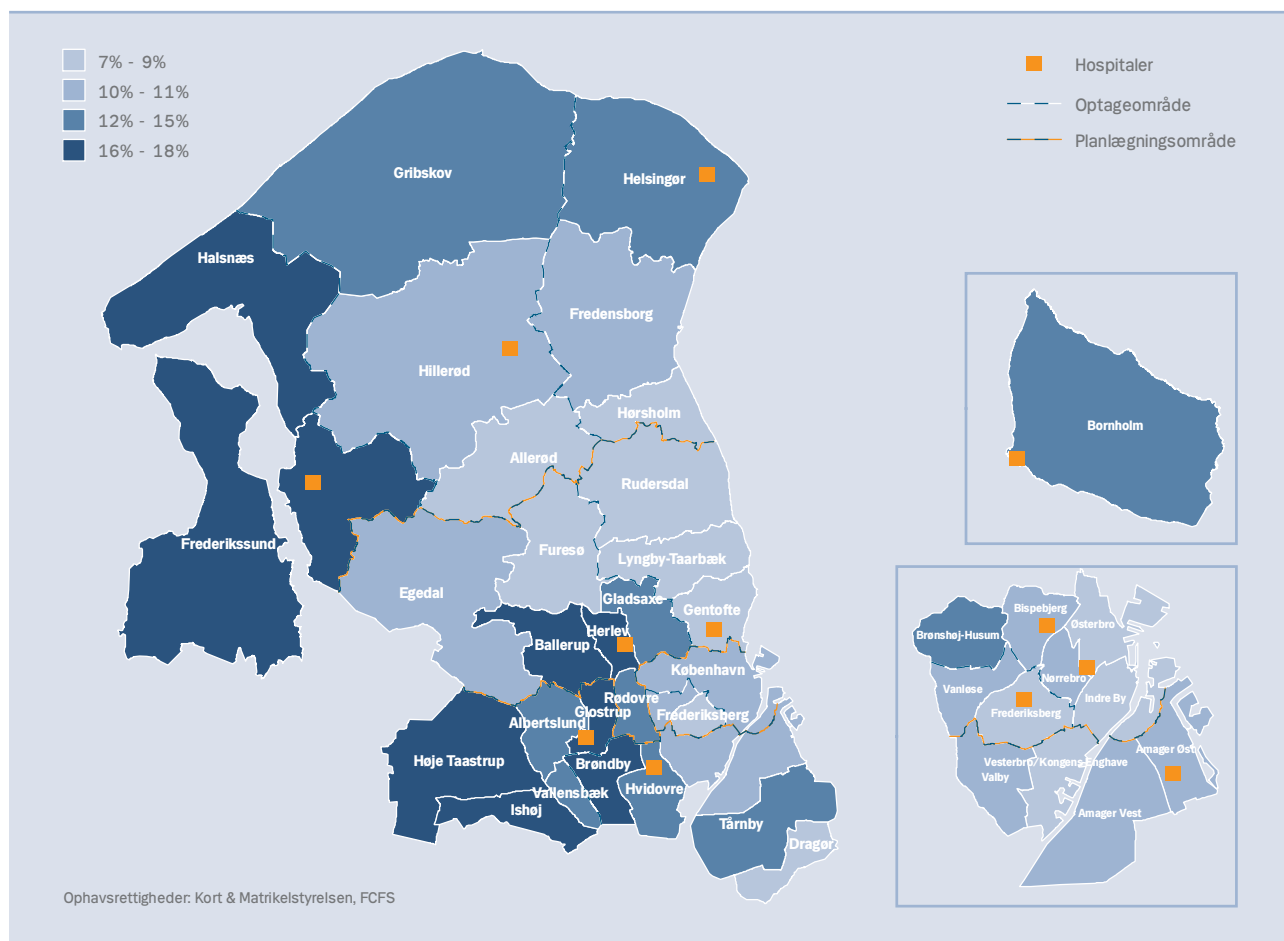 7% - 9%
10% - 11%
12% - 15%
16% - 18%
Hospitaler
Optageområde
Planlægningsområde
Gribskov
Helsingør
Halsnæs
Fredensborg
Hillerød
Hørsholm
Allerød
Rudersdal
Frederikssund
Furesø
Lyngby-Taarbæk
Egedal
Gladsaxe
Gentofte
Ballerup
Herlev
København
Rødovre
Glostrup
Frederiksberg
Albertslund
Høje Taastrup
Brøndby
Vallensbæk
Hvidovre
Ishøj
Tårnby
Dragør
Bornholm
Bispebjerg
Østerbro
Brønshøj-Husum
Nørrebro
Vanløse
Indre By
Frederiksberg
Amager Øst
Vesterbro/Kongens Enghave
Valby
Amager Vest
Ophavsrettigheder: Kort & Matrikelstyrelsen, FCFS